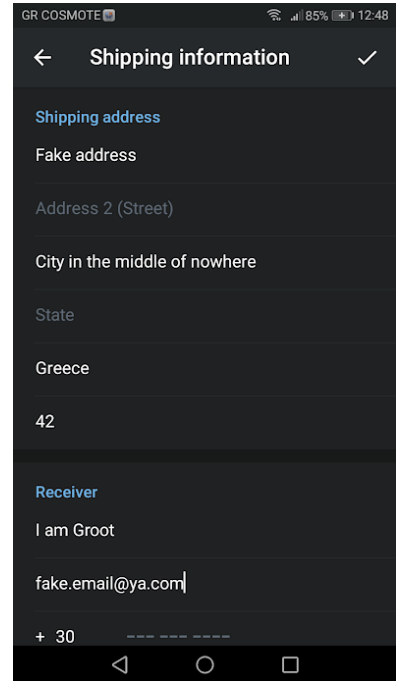 GR COSMOTE 85% 12:48
Shipping information
Shipping address
Fake address
Address 2 (Street)
City in the middle of nowhere
State
Greece
42
Receiver
I am Groot
fake.email@ya.com
+ 30 --- --- ----